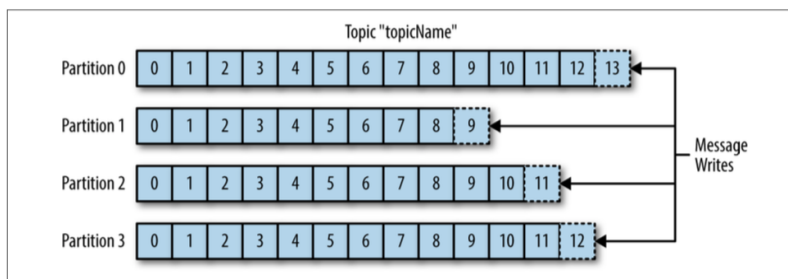 Topic "topicName"
Partition 0 0 1 2 3 4 5 6 7 8 9 10 11 12 13
Partition 1 0 1 2 3 4 5 6 7 8 9
Partition 2 0 1 2 3 4 5 6 7 8 9 10 11
Partition 3 0 1 2 3 4 5 6 7 8 9 10 11 12
Message
Writes